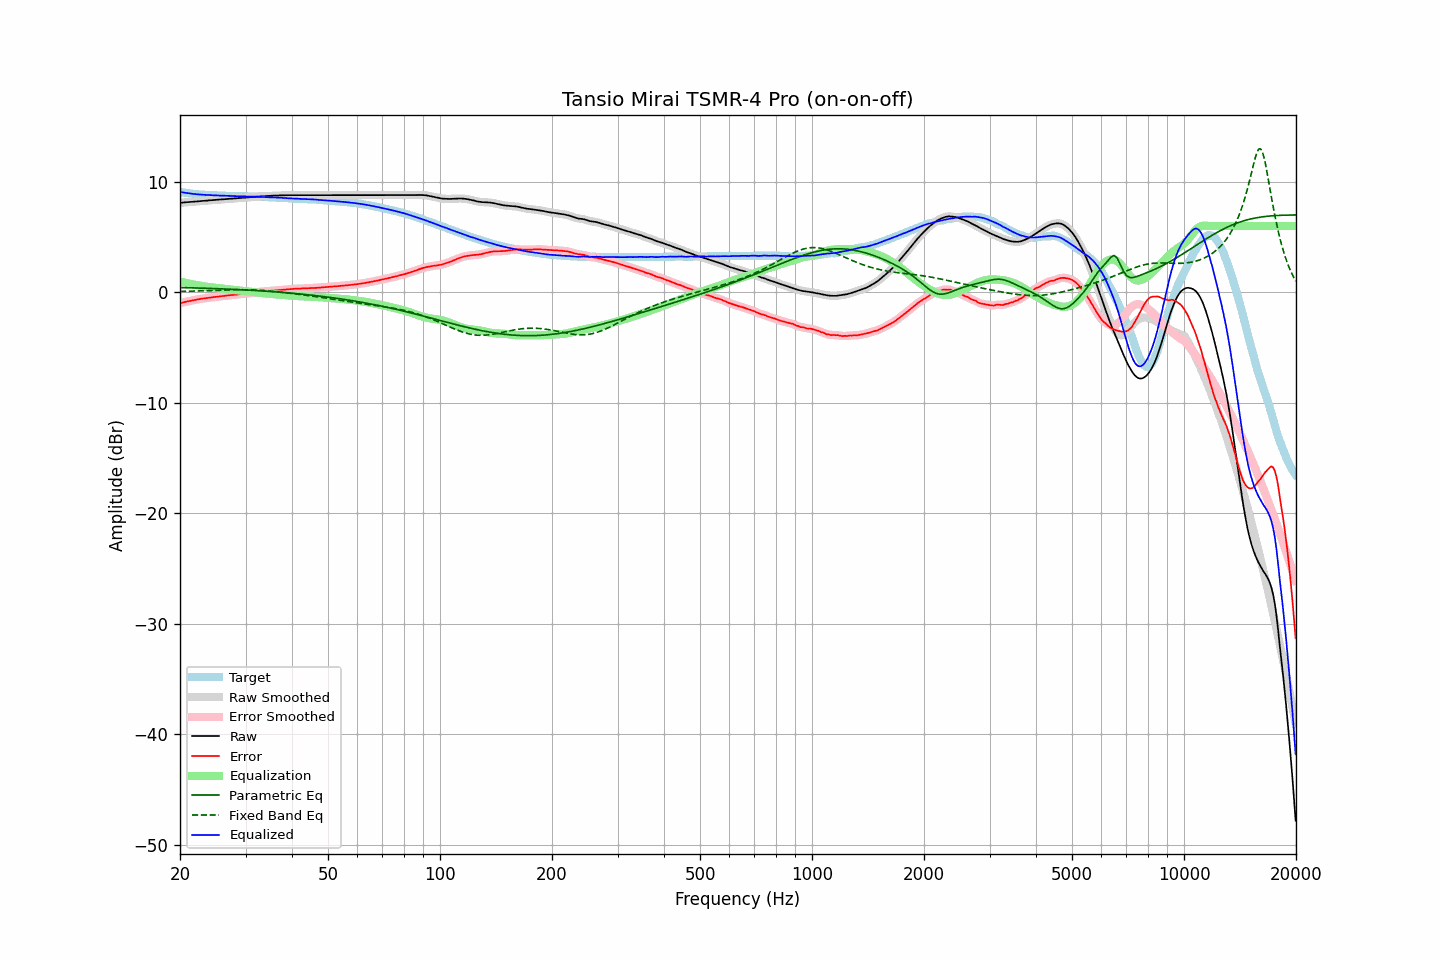 Tansio Mirai TSMR-4 Pro (on-on-off)
Amplitude (dBr)
10
0
−10
−20
−30
−40
−50
Target
Raw Smoothed
Error Smoothed
Raw
Error
Equalization
Parametric Eq
Fixed Band Eq
Equalized
20 50 100 200 500 1000 2000 5000 10000 20000
Frequency (Hz)